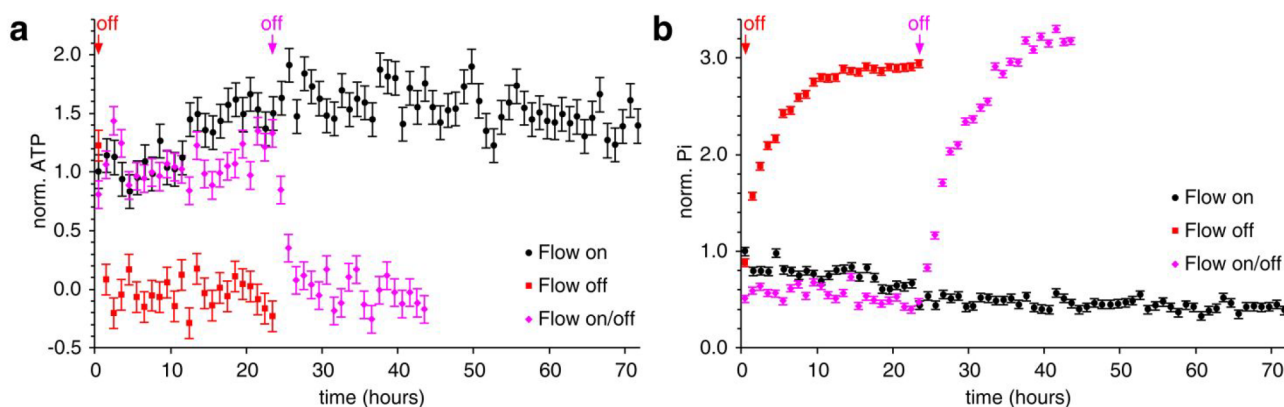 a
off
off
norm. ATP
2.0
1.5
1.0
0.5
0.0
-0.5
Flow on
Flow off
Flow on/off
0 10 20 30 40 50 60 70
time (hours)
b
off
off
norm. Pi
3.0
2.0
1.0
0.0
Flow on
Flow off
Flow on/off
0 10 20 30 40 50 60 70
time (hours)